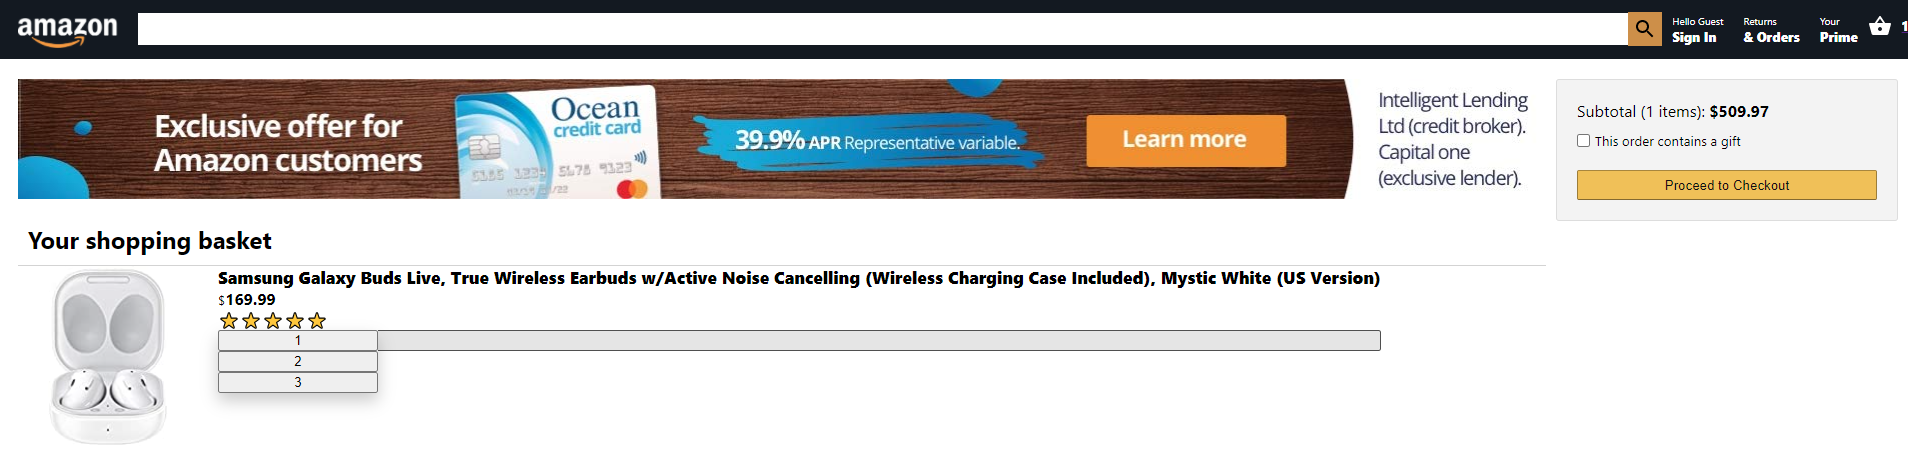 amazon
Hello Guest
Sign In
Returns
& Orders
Your
Prime
1
Exclusive offer for
Amazon customers
Ocean
credit card
5185 1234 5678 9123
39.9% APR Representative variable.
Learn more
Intelligent Lending
Ltd (credit broker).
Capital one
(exclusive lender).
Subtotal (1 items): $509.97
This order contains a gift
Proceed to Checkout
Your shopping basket
Samsung Galaxy Buds Live, True Wireless Earbuds w/Active Noise Cancelling (Wireless Charging Case Included), Mystic White (US Version)
$169.99
1
2
3